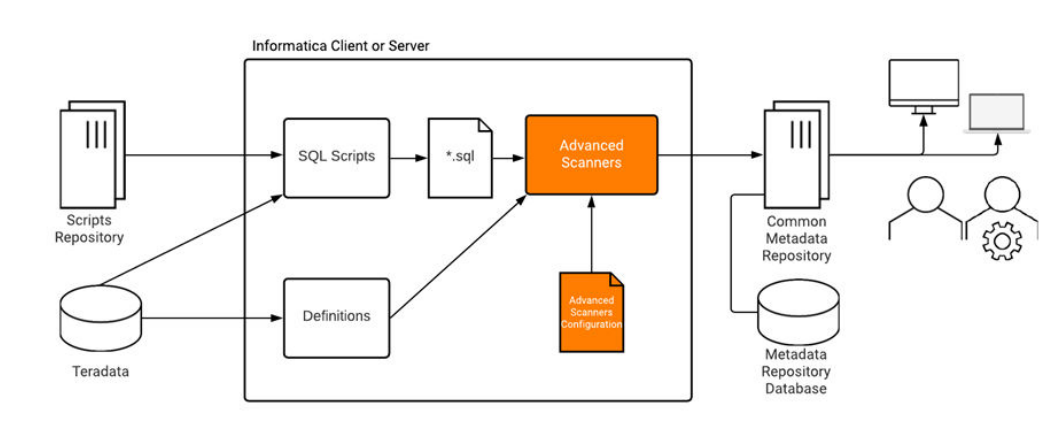 Informatica Client or Server
SQL Scripts
*.sql
Advanced
Scanners
Scripts
Repository
Common
Metadata
Repository
Definitions
Advanced
Scanners
Configuration
Teradata
Metadata
Repository
Database